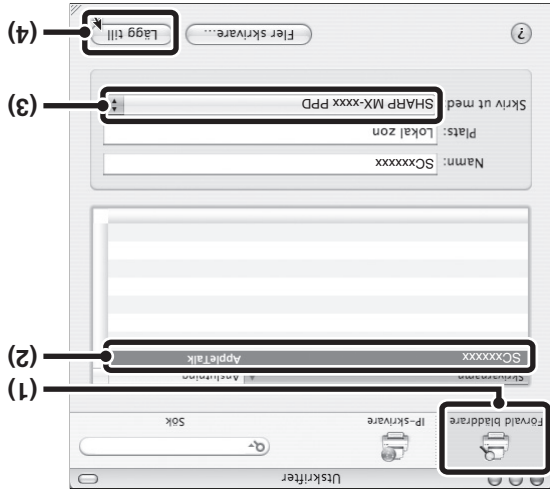 Utskrifter
Förvald bläddrare IP-skrivare Sök
(1)
Skrivarnamn Anslutning
(2) SCxxxxxx AppleTalk
Namn: SCxxxxxx
Plats: Lokal zon
(3) Skriv ut med: SHARP MX-xxxx PPD
? Fler skrivare... Lägg till (4)